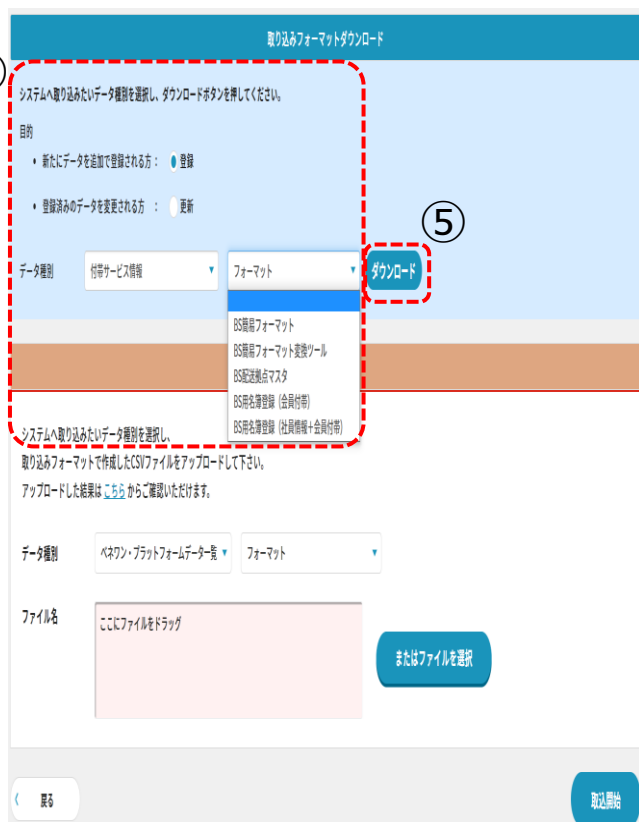 取り込みフォーマットダウンロード
システムへ取り込みたいデータ種別を選択し、ダウンロードボタンを押してください。
目的
• 新たにデータを追加で登録される方： 登録
• 登録済みのデータを変更される方 ： 更新
⑤
データ種別 付帯サービス情報 フォーマット ダウンロード
BS簡易フォーマット
BS簡易フォーマット変換ツール
BS配送拠点マスタ
BS用名簿登録（会員付帯）
BS用名簿登録（社員情報＋会員付帯）
システムへ取り込みたいデータ種別を選択し、
取り込みフォーマットで作成したCSVファイルをアップロードして下さい。
アップロードした結果は こちら からご確認いただけます。
データ種別 ベネワン・プラットフォームデーター覧 フォーマット
ファイル名 ここにファイルをドラッグ
またはファイルを選択
戻る 取込開始